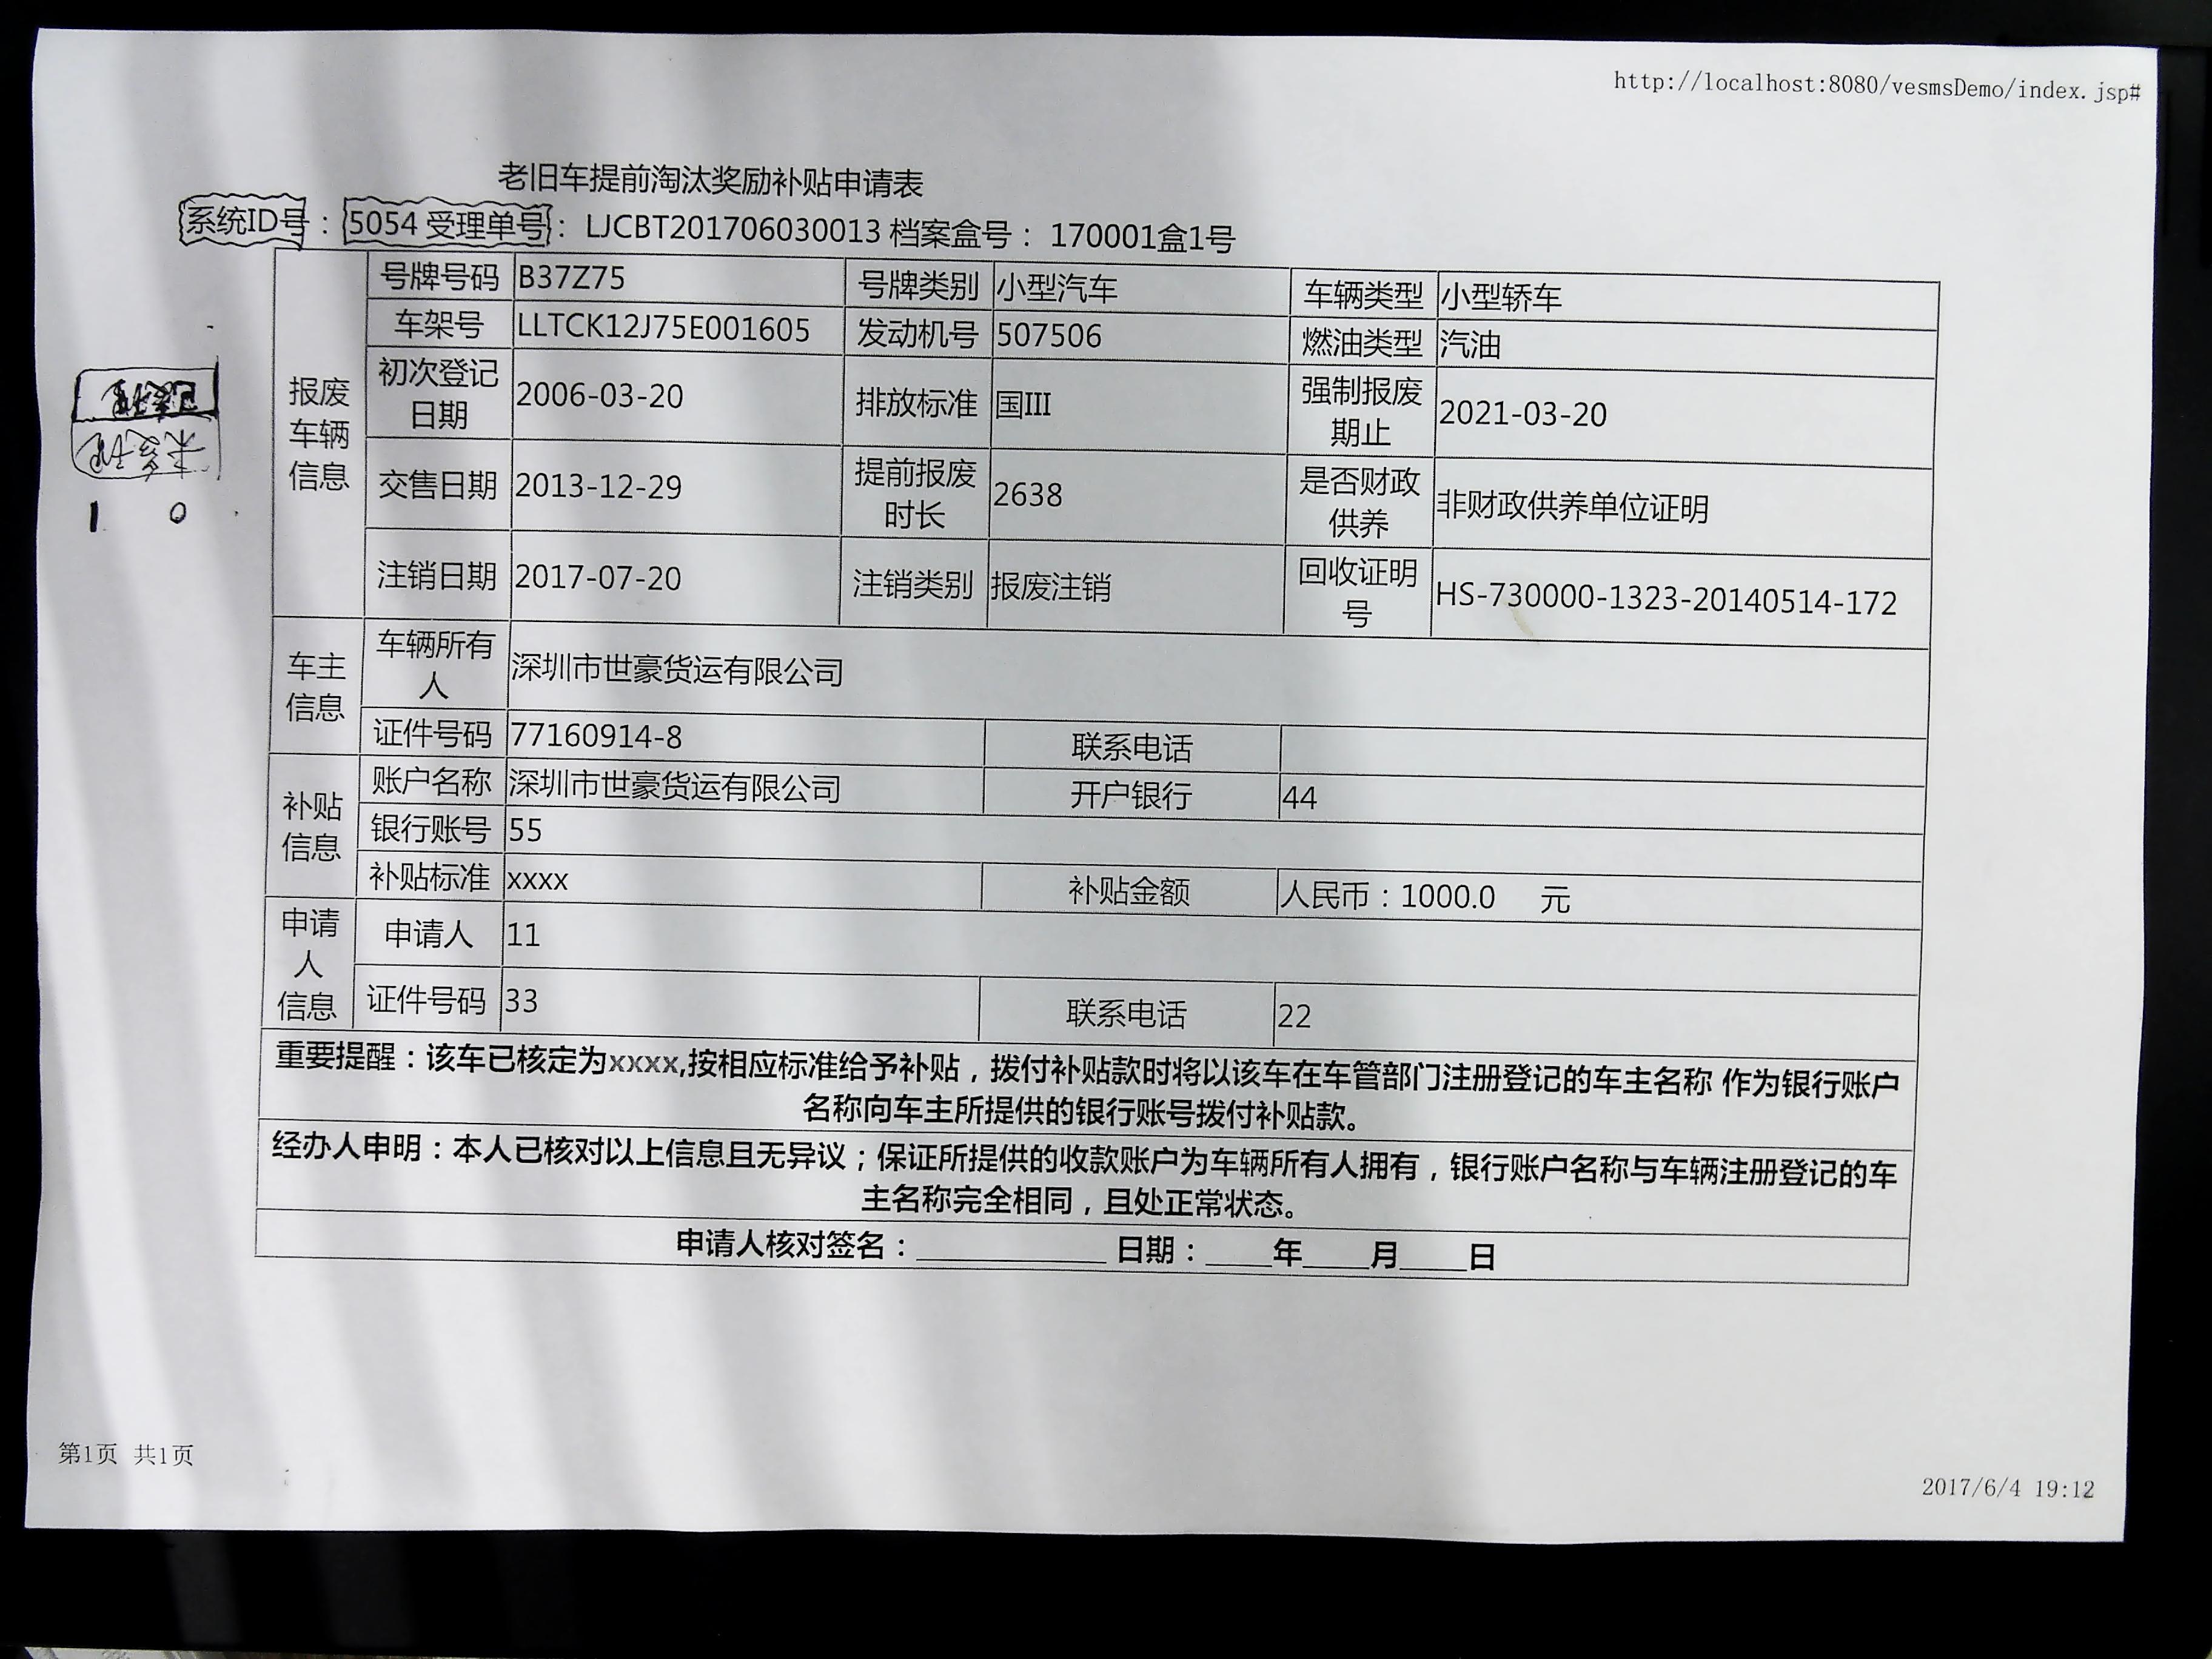 http://localhost:8080/vesmsDemo/index.jsp#
老旧车提前淘汰奖励补贴申请表
系统ID号：5054 受理单号：LJCBT201706030013 档案盒号：170001盒1号
报废车辆信息
号牌号码 B37Z75 号牌类别 小型汽车 车辆类型 小型轿车
车架号 LLTCK12J75E001605 发动机号 507506 燃油类型 汽油
初次登记日期 2006-03-20 排放标准 国III 强制报废期止 2021-03-20
交售日期 2013-12-29 提前报废时长 2638 是否财政供养 非财政供养单位证明
注销日期 2017-07-20 注销类别 报废注销 回收证明号 HS-730000-1323-20140514-172
车主信息
车辆所有人 深圳市世豪货运有限公司
证件号码 77160914-8 联系电话
补贴信息
账户名称 深圳市世豪货运有限公司 开户银行 44
银行账号 55
补贴标准 xxxx 补贴金额 人民币：1000.0 元
申请人信息
申请人 11
证件号码 33 联系电话 22
重要提醒：该车已核定为xxxx,按相应标准给予补贴，拨付补贴款时将以该车在车管部门注册登记的车主名称 作为银行账户
名称向车主所提供的银行账号拨付补贴款。
经办人申明：本人已核对以上信息且无异议；保证所提供的收款账户为车辆所有人拥有，银行账户名称与车辆注册登记的车
主名称完全相同，且处正常状态。
申请人核对签名：____________ 日期：____年____月____日
1 0
第1页 共1页
2017/6/4 19:12